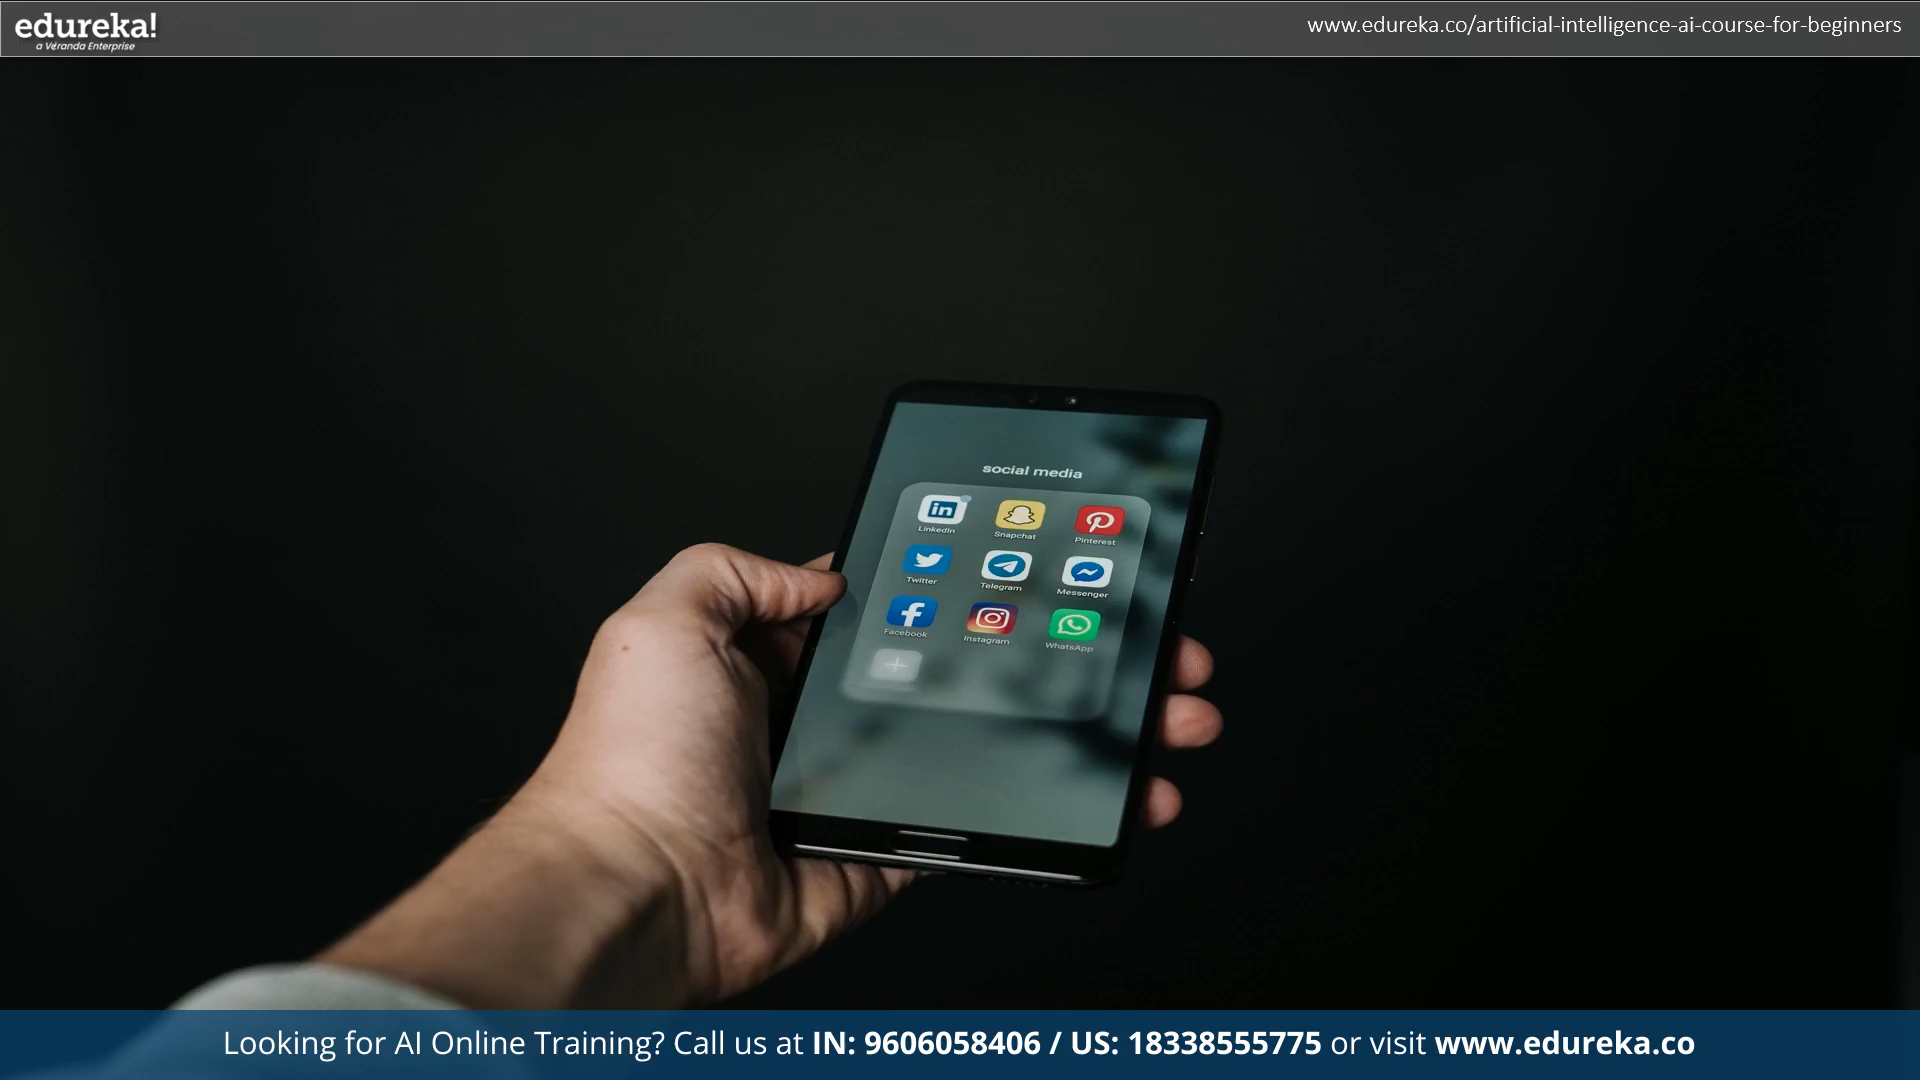 edureka!
a Veranda Enterprise
www.edureka.co/artificial-intelligence-ai-course-for-beginners
social media
in
LinkedIn
Snapchat
Pinterest
Twitter
Telegram
Messenger
Facebook
Instagram
WhatsApp
Looking for AI Online Training? Call us at IN: 9606058406 / US: 18338555775 or visit www.edureka.co